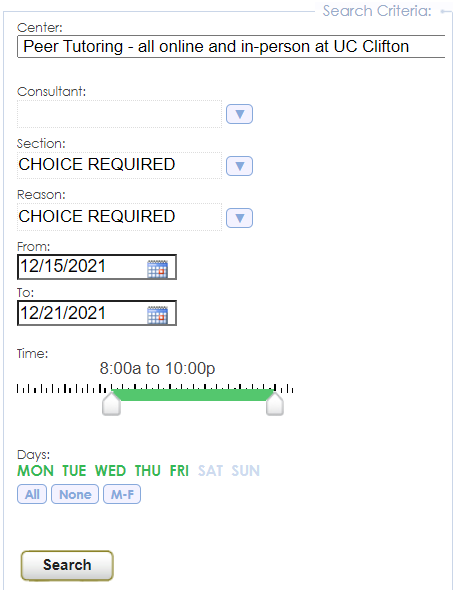 Search Criteria: ←
Center:
Peer Tutoring - all online and in-person at UC Clifton
Consultant:
Section:
CHOICE REQUIRED
Reason:
CHOICE REQUIRED
From:
12/15/2021
To:
12/21/2021
Time:
8:00a to 10:00p
Days:
MON TUE WED THU FRI SAT SUN
All None M-F
Search